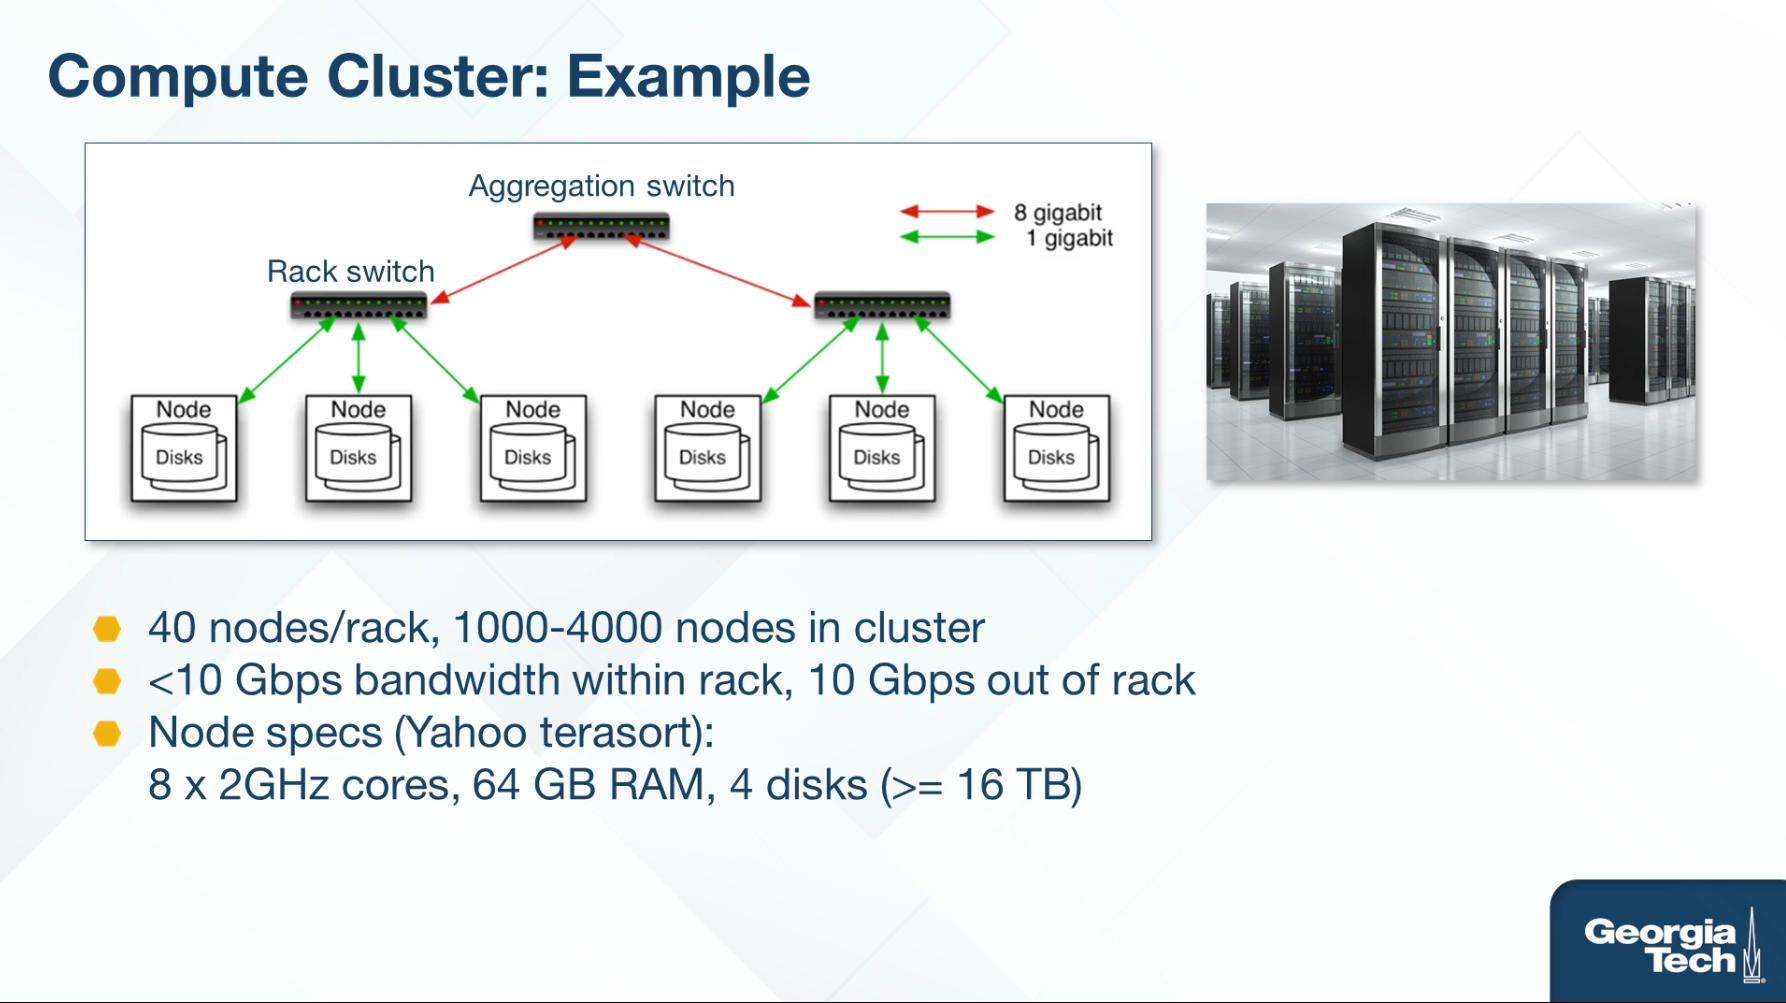 Compute Cluster: Example
Aggregation switch
8 gigabit
1 gigabit
Rack switch
Node
Disks
Node
Disks
Node
Disks
Node
Disks
Node
Disks
Node
Disks
40 nodes/rack, 1000-4000 nodes in cluster
<10 Gbps bandwidth within rack, 10 Gbps out of rack
Node specs (Yahoo terasort):
8 x 2GHz cores, 64 GB RAM, 4 disks (>= 16 TB)
Georgia
Tech